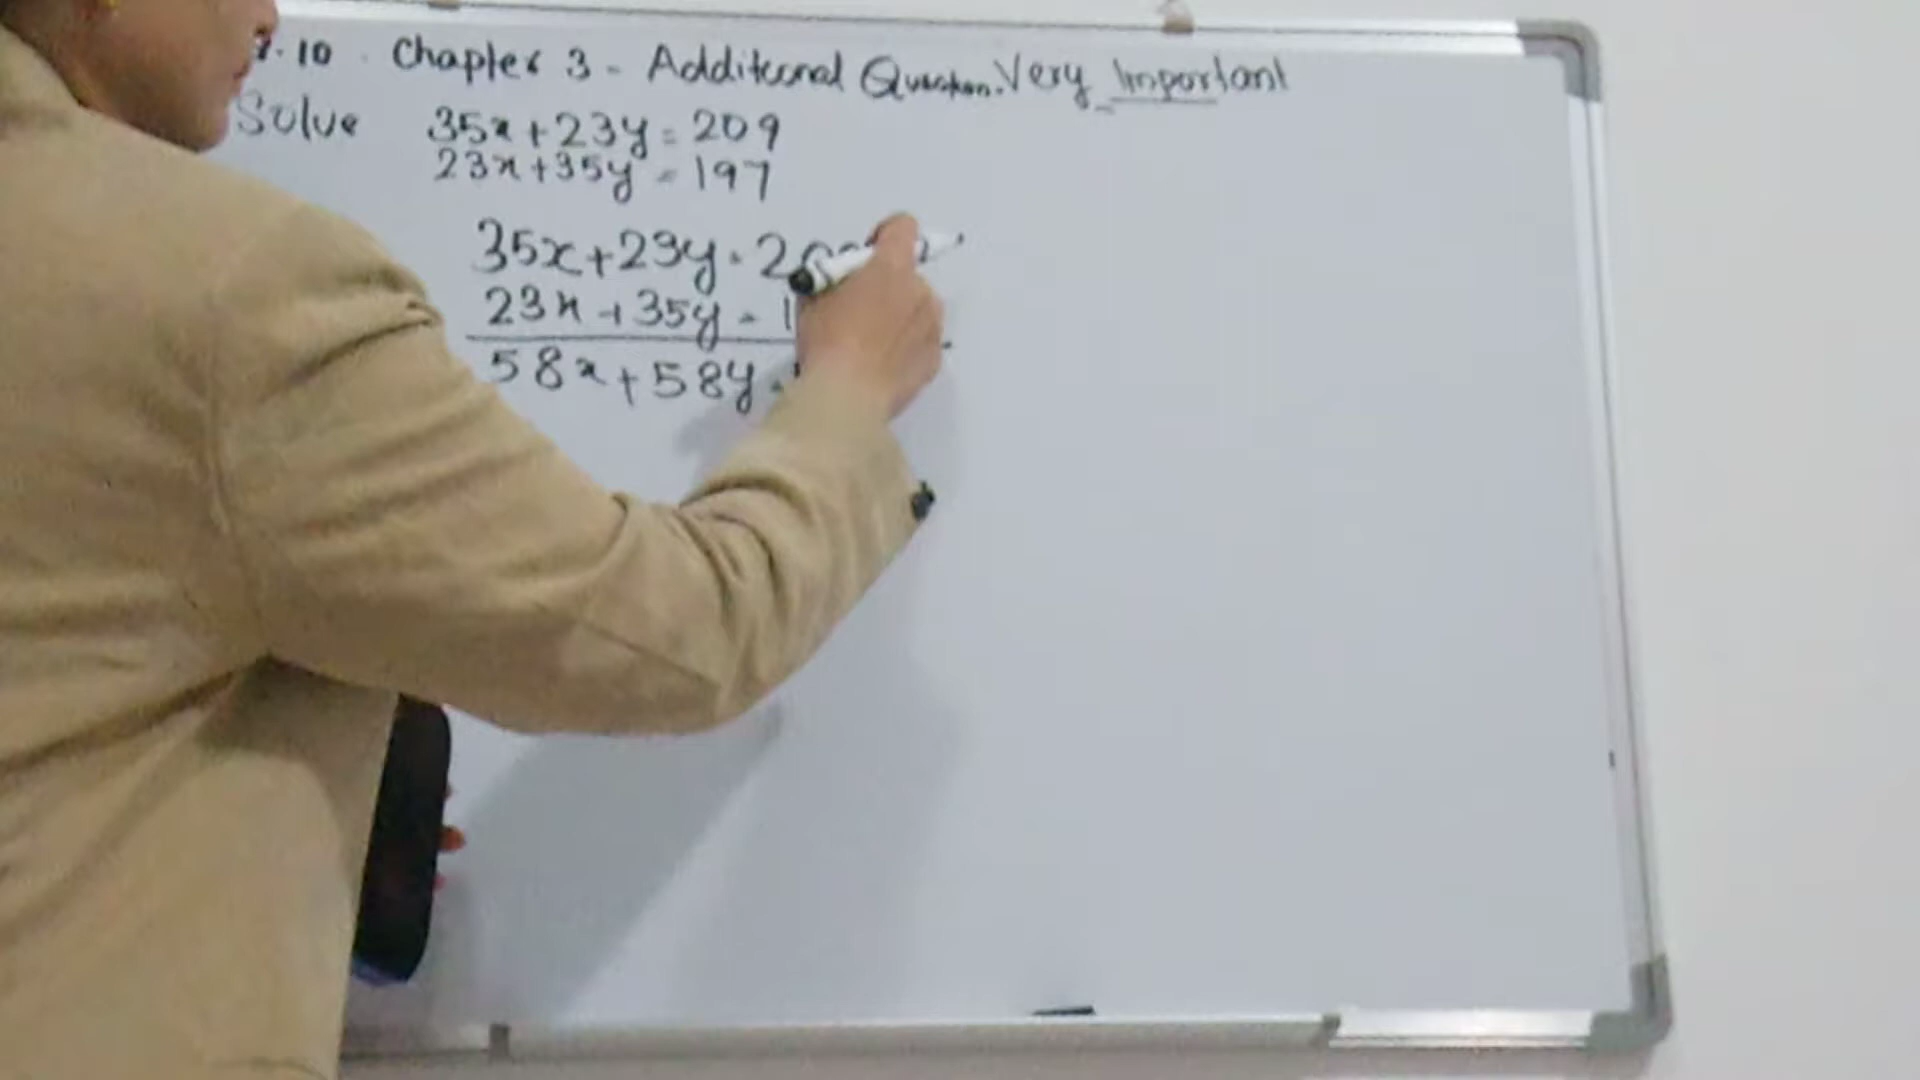 .10 Chapter 3 - Additional Question. Very Important
Solve 35x+23y = 209
23x+35y = 197
35x+23y = 2
23x+35y = 1
58x+58y =